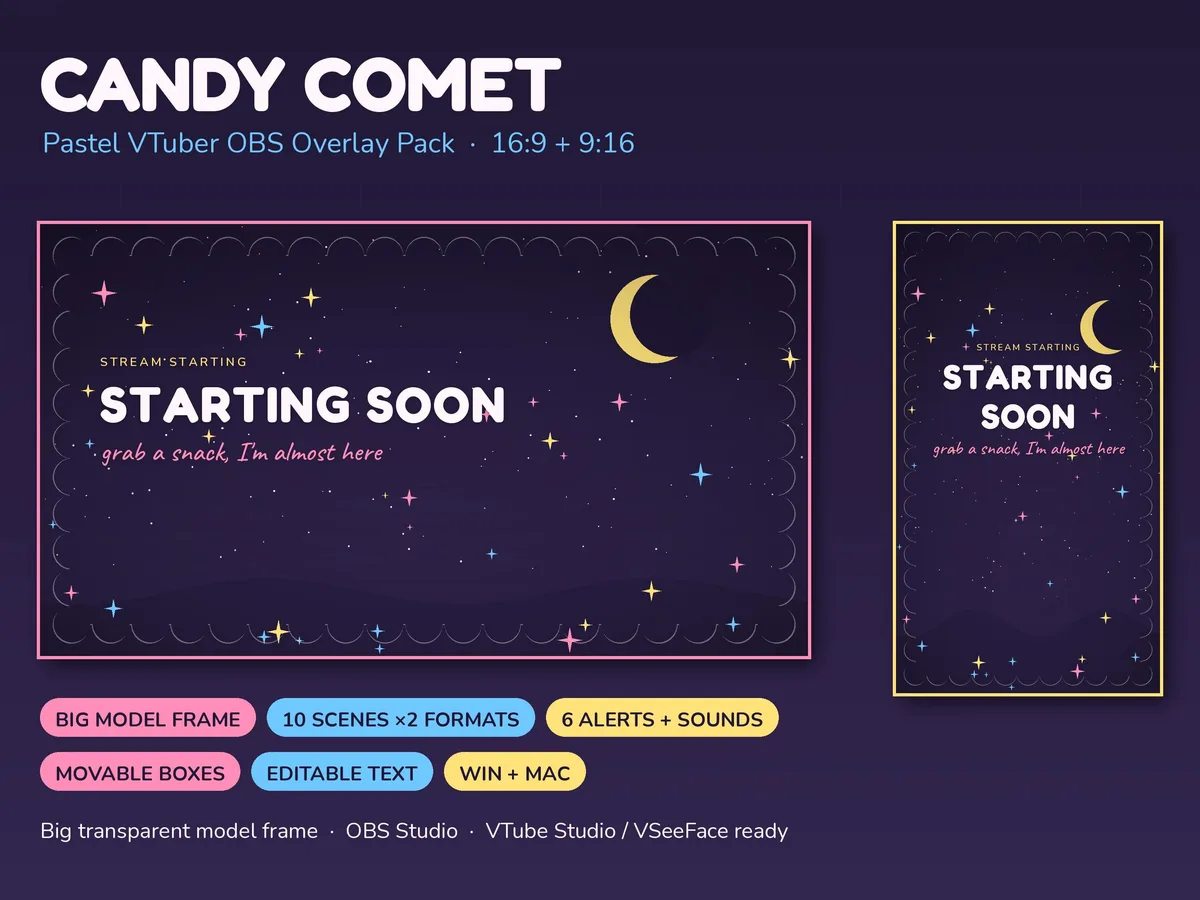 CANDY COMET
Pastel VTuber OBS Overlay Pack · 16:9 + 9:16
STREAM STARTING
STARTING SOON
grab a snack, I'm almost here
STREAM STARTING
STARTING
SOON
grab a snack, I'm almost here
BIG MODEL FRAME
10 SCENES ×2 FORMATS
6 ALERTS + SOUNDS
MOVABLE BOXES
EDITABLE TEXT
WIN + MAC
Big transparent model frame · OBS Studio · VTube Studio / VSeeFace ready